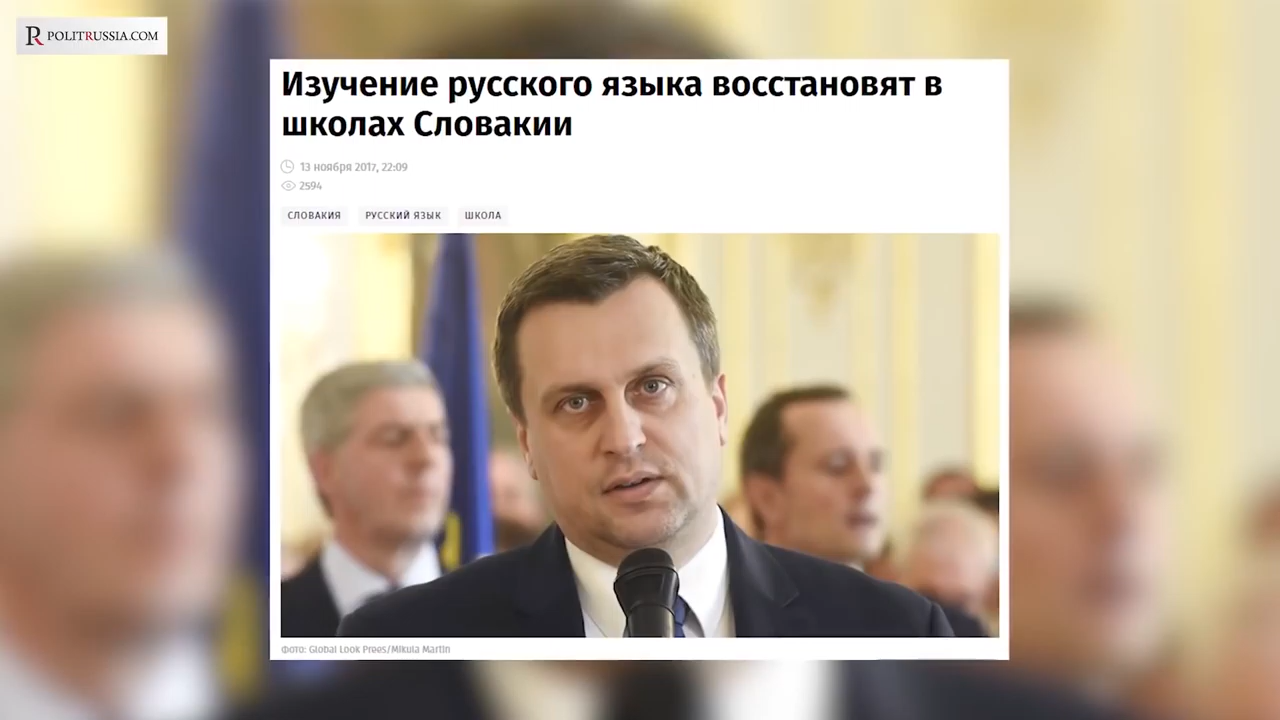 POLITRUSSIA.COM
Изучение русского языка восстановят в
школах Словакии
13 ноября 2017, 22:09
2594
СЛОВАКИЯ РУССКИЙ ЯЗЫК ШКОЛА
Фото: Global Look Prees/Mikula Martin